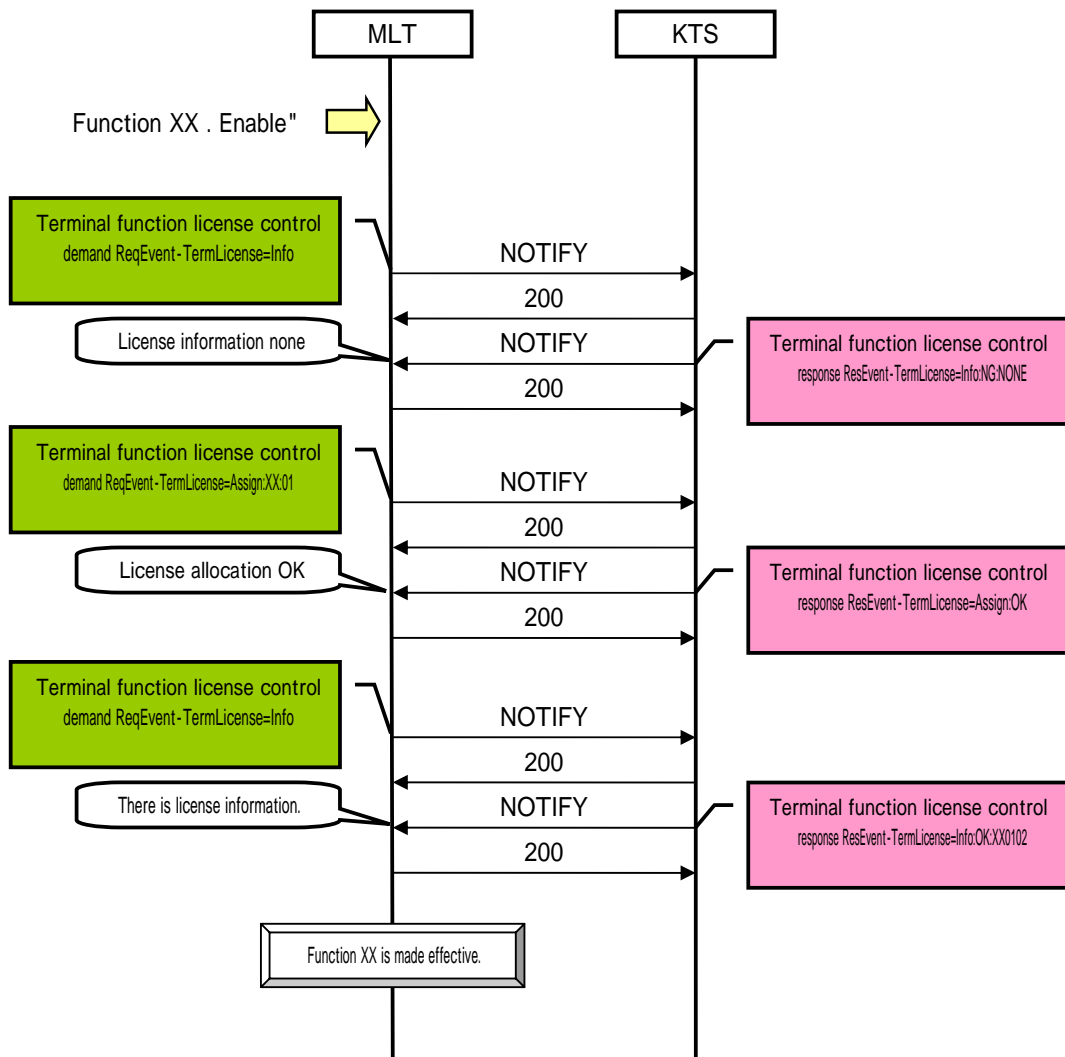 MLT
KTS
Function XX . Enable"
Terminal function license control
demand ReqEvent-TermLicense=Info
NOTIFY
200
License information none
NOTIFY
Terminal function license control
response ResEvent-TermLicense=Info:NG:NONE
200
Terminal function license control
demand ReqEvent-TermLicense=Assign:XX:01
NOTIFY
200
License allocation OK
NOTIFY
Terminal function license control
response ResEvent-TermLicense=Assign:OK
200
Terminal function license control
demand ReqEvent-TermLicense=Info
NOTIFY
200
There is license information.
NOTIFY
Terminal function license control
response ResEvent-TermLicense=Info:OK:XX0102
200
Function XX is made effective.